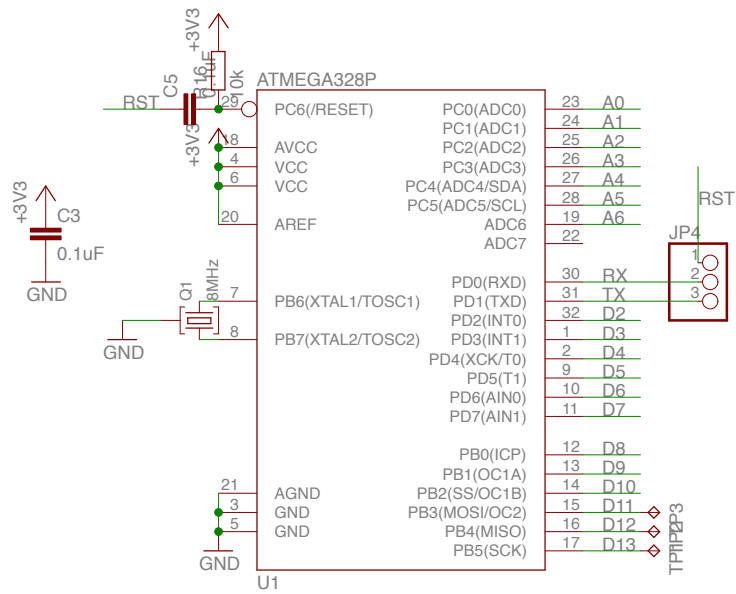 +3V3
C5
0.1uF
R16
10k
ATMEGA328P
RST
29
PC6(/RESET)
PC0(ADC0)
23
A0
PC1(ADC1)
24
A1
+3V3
18
AVCC
PC2(ADC2)
25
A2
4
VCC
PC3(ADC3)
26
A3
6
VCC
PC4(ADC4/SDA)
27
A4
PC5(ADC5/SCL)
28
A5
20
AREF
ADC6
19
A6
ADC7
22
+3V3
C3
0.1uF
GND
RST
JP4
1
2
3
PD0(RXD)
30
RX
Q1
8MHz
7
PB6(XTAL1/TOSC1)
PD1(TXD)
31
TX
PD2(INT0)
32
D2
8
PB7(XTAL2/TOSC2)
PD3(INT1)
1
D3
GND
PD4(XCK/T0)
2
D4
PD5(T1)
9
D5
PD6(AIN0)
10
D6
PD7(AIN1)
11
D7
PB0(ICP)
12
D8
PB1(OC1A)
13
D9
21
AGND
PB2(SS/OC1B)
14
D10
3
GND
PB3(MOSI/OC2)
15
D11
5
GND
PB4(MISO)
16
D12
PB5(SCK)
17
D13
GND
U1